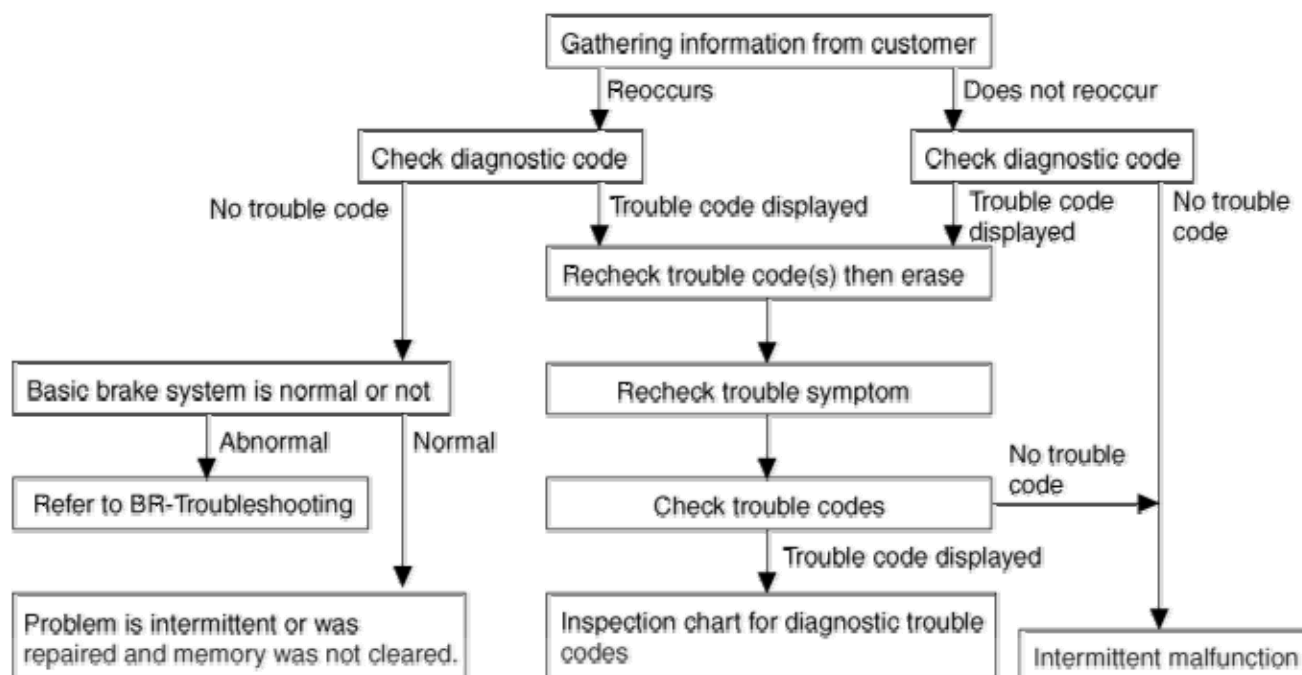 Gathering information from customer
Reoccurs
Does not reoccur
Check diagnostic code
Check diagnostic code
No trouble code
Trouble code displayed
Trouble code
displayed
No trouble
code
Recheck trouble code(s) then erase
Basic brake system is normal or not
Recheck trouble symptom
Abnormal
Normal
No trouble
code
Refer to BR-Troubleshooting
Check trouble codes
Trouble code displayed
Problem is intermittent or was
repaired and memory was not cleared.
Inspection chart for diagnostic trouble
codes
Intermittent malfunction